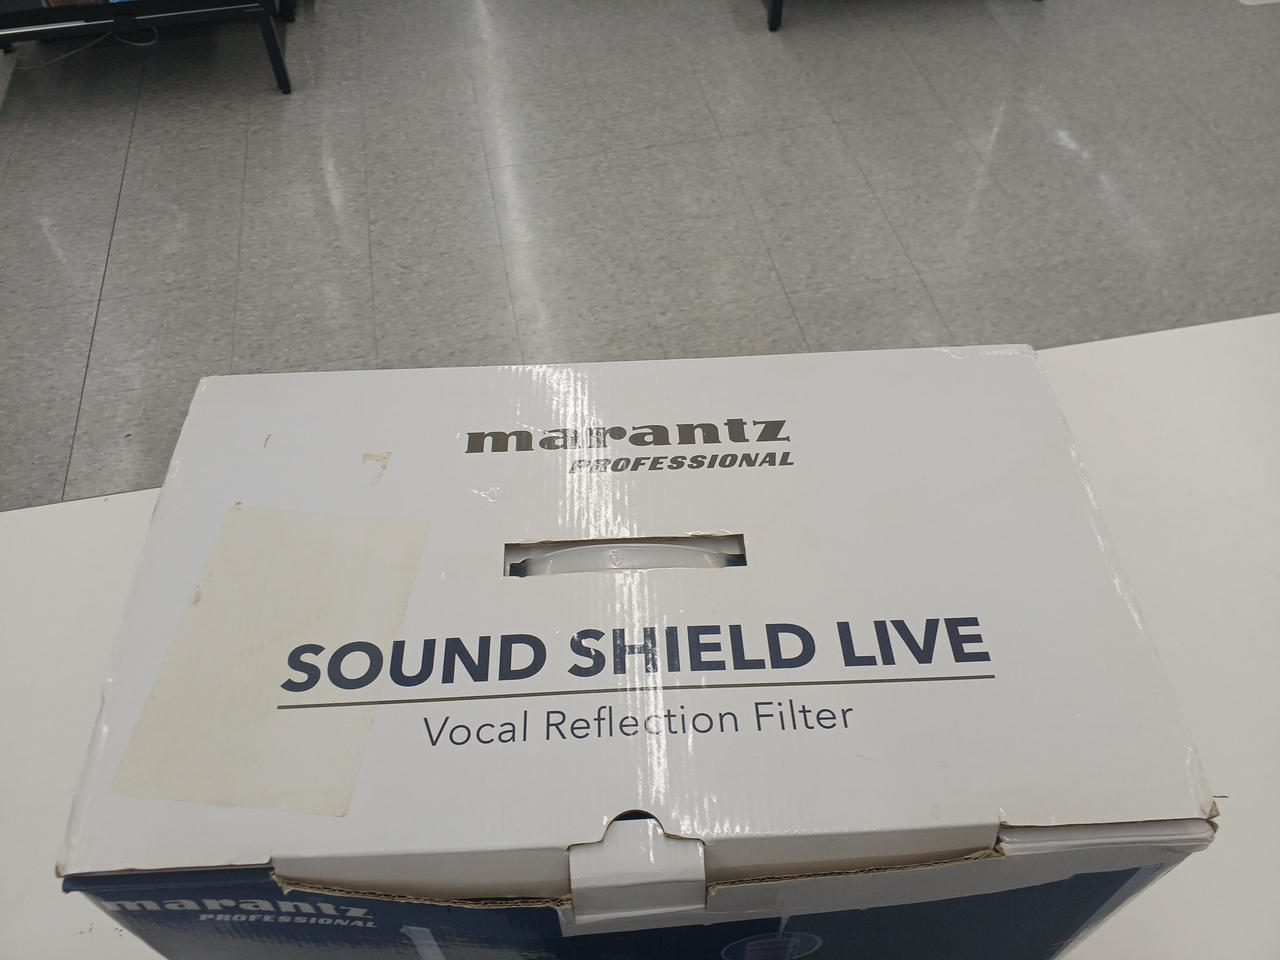 marantz
PROFESSIONAL
SOUND SHIELD LIVE
Vocal Reflection Filter
marantz
PROFESSIONAL